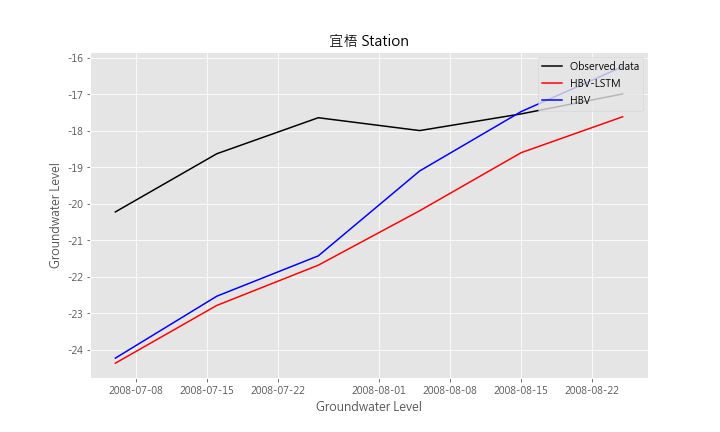 宜梧 Station
Observed data
HBV-LSTM
HBV
-16
-17
-18
-19
-20
-21
-22
-23
-24
Groundwater Level
2008-07-08 2008-07-15 2008-07-22 2008-08-01 2008-08-08 2008-08-15 2008-08-22
Groundwater Level